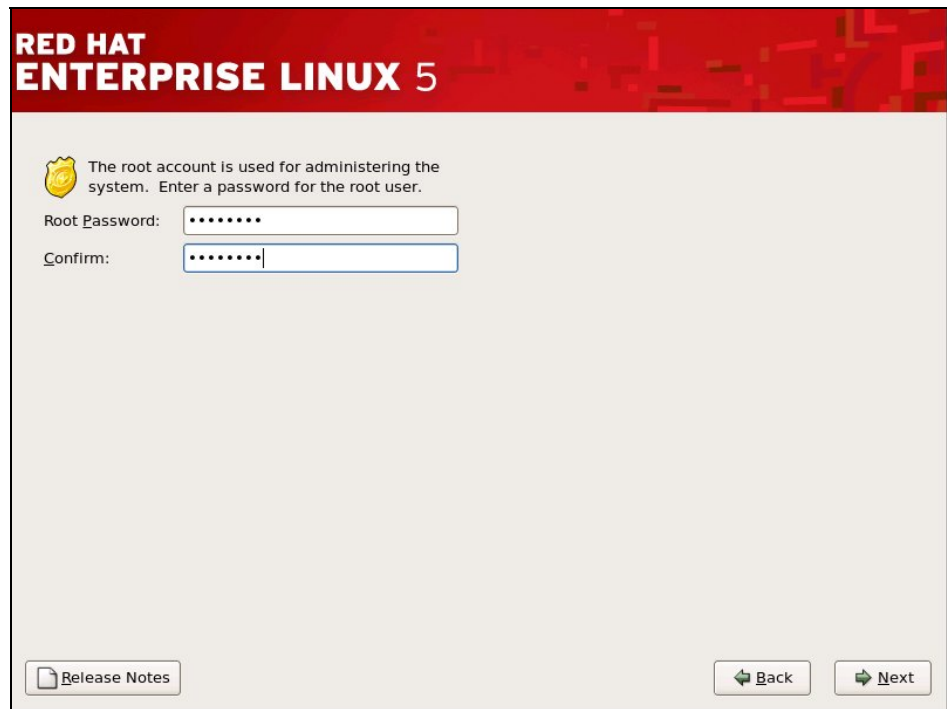 RED HAT
ENTERPRISE LINUX 5
The root account is used for administering the
system. Enter a password for the root user.
Root Password: ••••••••
Confirm: ••••••••
Release Notes
Back
Next